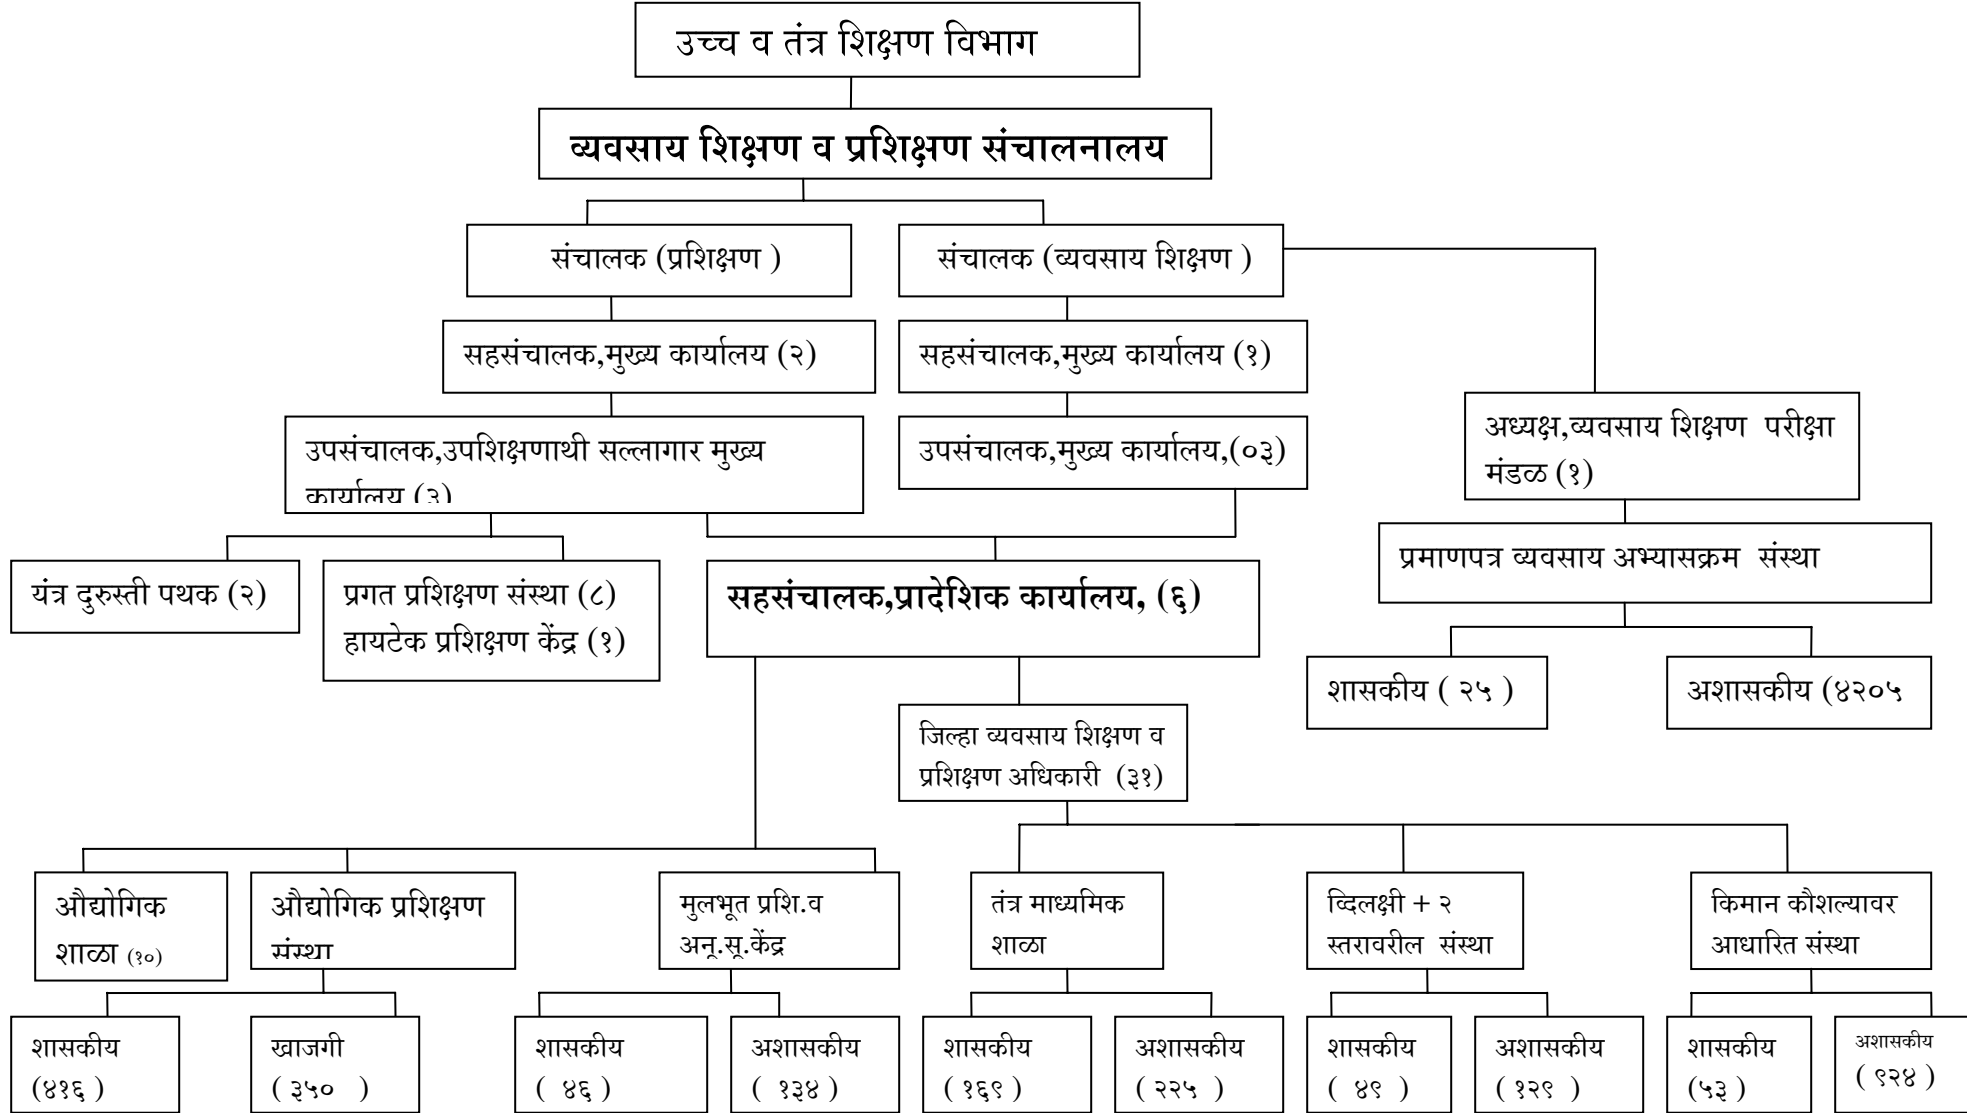 उच्च व तंत्र शिक्षण विभाग
व्यवसाय शिक्षण व प्रशिक्षण संचालनालय
संचालक (प्रशिक्षण )
संचालक (व्यवसाय शिक्षण )
सहसंचालक,मुख्य कार्यालय (२)
सहसंचालक,मुख्य कार्यालय (१)
उपसंचालक,उपशिक्षणाथी सल्लागार मुख्य
कार्यालय (३)
उपसंचालक,मुख्य कार्यालय,(०३)
अध्यक्ष,व्यवसाय शिक्षण परीक्षा
मंडळ (१)
प्रमाणपत्र व्यवसाय अभ्यासक्रम संस्था
यंत्र दुरुस्ती पथक (२)
प्रगत प्रशिक्षण संस्था (८)
हायटेक प्रशिक्षण केंद्र (१)
सहसंचालक,प्रादेशिक कार्यालय, (६)
शासकीय ( २५ )
अशासकीय (४२०५
जिल्हा व्यवसाय शिक्षण व
प्रशिक्षण अधिकारी (३१)
औद्योगिक
शाळा (१०)
औद्योगिक प्रशिक्षण
संस्था
मुलभूत प्रशि.व
अनू.सू.केंद्र
तंत्र माध्यमिक
शाळा
व्दिलक्षी + २
स्तरावरील संस्था
किमान कौशल्यावर
आधारित संस्था
शासकीय
(४१६ )
खाजगी
( ३५० )
शासकीय
( ४६ )
अशासकीय
( १३४ )
शासकीय
( १६९ )
अशासकीय
( २२५ )
शासकीय
( ४९ )
अशासकीय
( १२९ )
शासकीय
(५३ )
अशासकीय
( ९२४ )